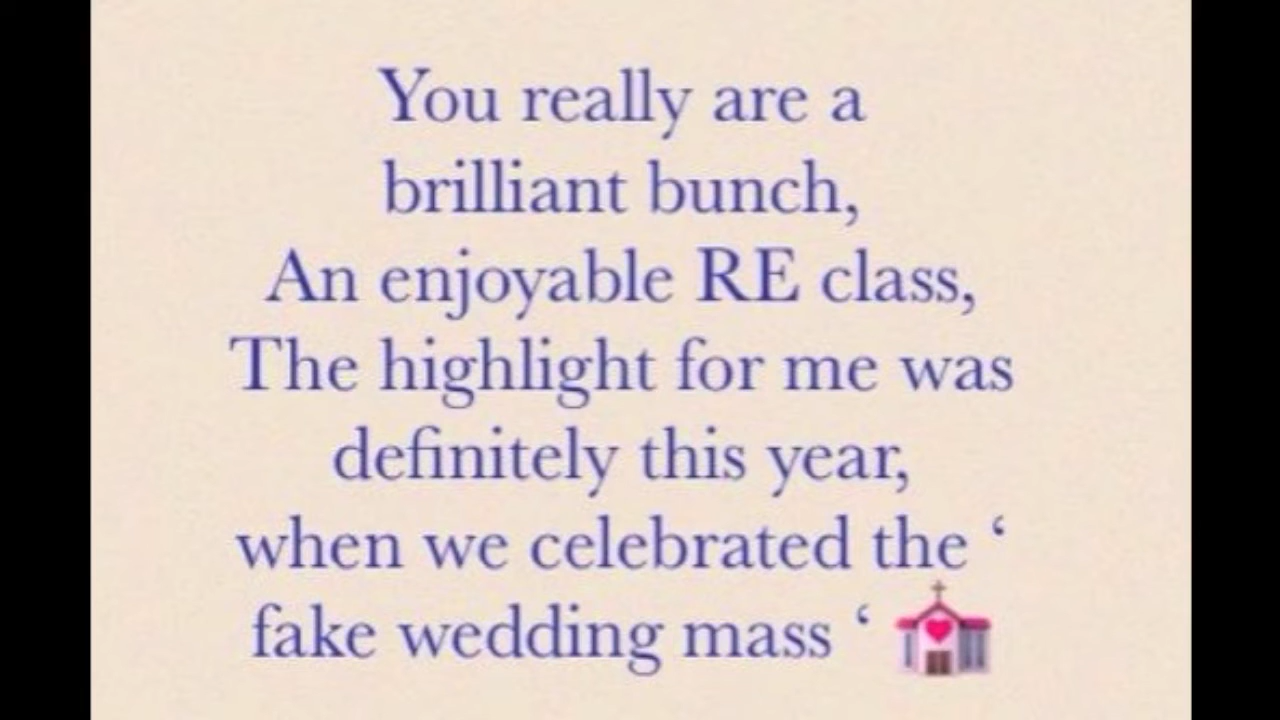 You really are a
brilliant bunch,
An enjoyable RE class,
The highlight for me was
definitely this year,
when we celebrated the ‘
fake wedding mass ‘ 💒